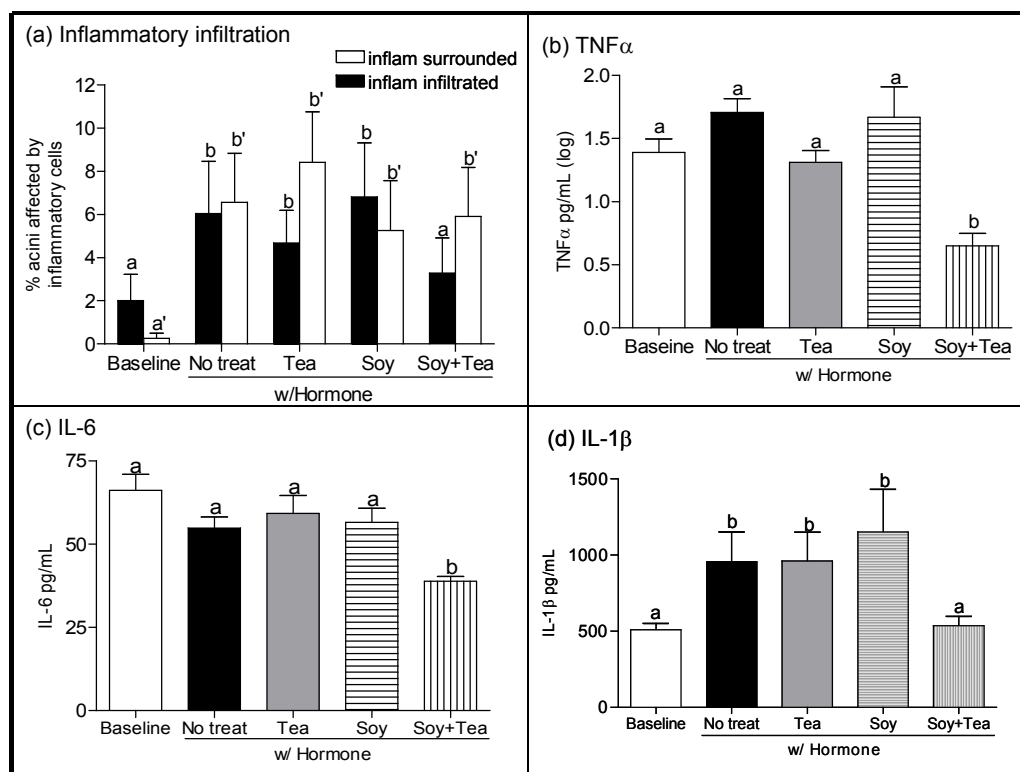 (a) Inflammatory infiltration
inflam surrounded
inflam infiltrated
% acini affected by
inflammatory cells
12
10
8
6
4
2
0
a
a'
b
b'
b
b'
b
b'
a
b'
Baseline No treat Tea Soy Soy+Tea
w/Hormone
(b) TNFα
TNFα pg/mL (log)
2.0
1.5
1.0
0.5
0.0
a
a
a
a
b
Baseine No treat Tea Soy Soy+Tea
w/ Hormone
(c) IL-6
IL-6 pg/mL
75
50
25
0
a
a
a
a
b
Baseline No treat Tea Soy Soy+Tea
w/ Hormone
(d) IL-1β
IL-1β pg/mL
1500
1000
500
0
a
b
b
b
a
Baseline No treat Tea Soy Soy+Tea
w/ Hormone